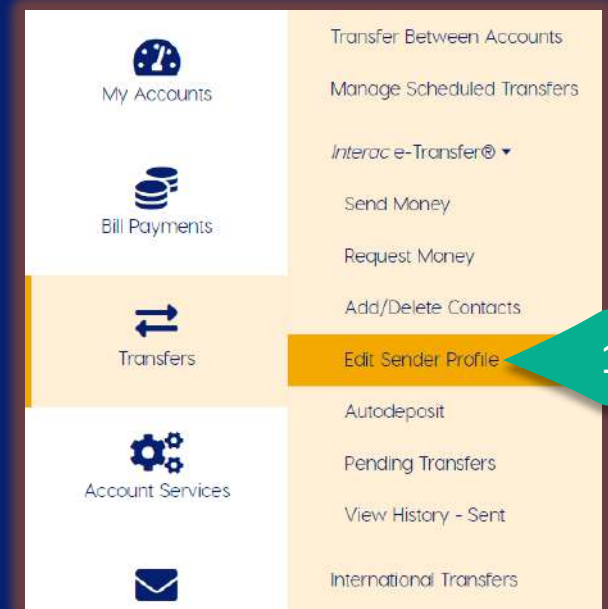 My Accounts
Bill Payments
Transfers
Account Services
Transfer Between Accounts
Manage Scheduled Transfers
Interac e-Transfer®
Send Money
Request Money
Add/Delete Contacts
Edit Sender Profile
1
Autodeposit
Pending Transfers
View History - Sent
International Transfers